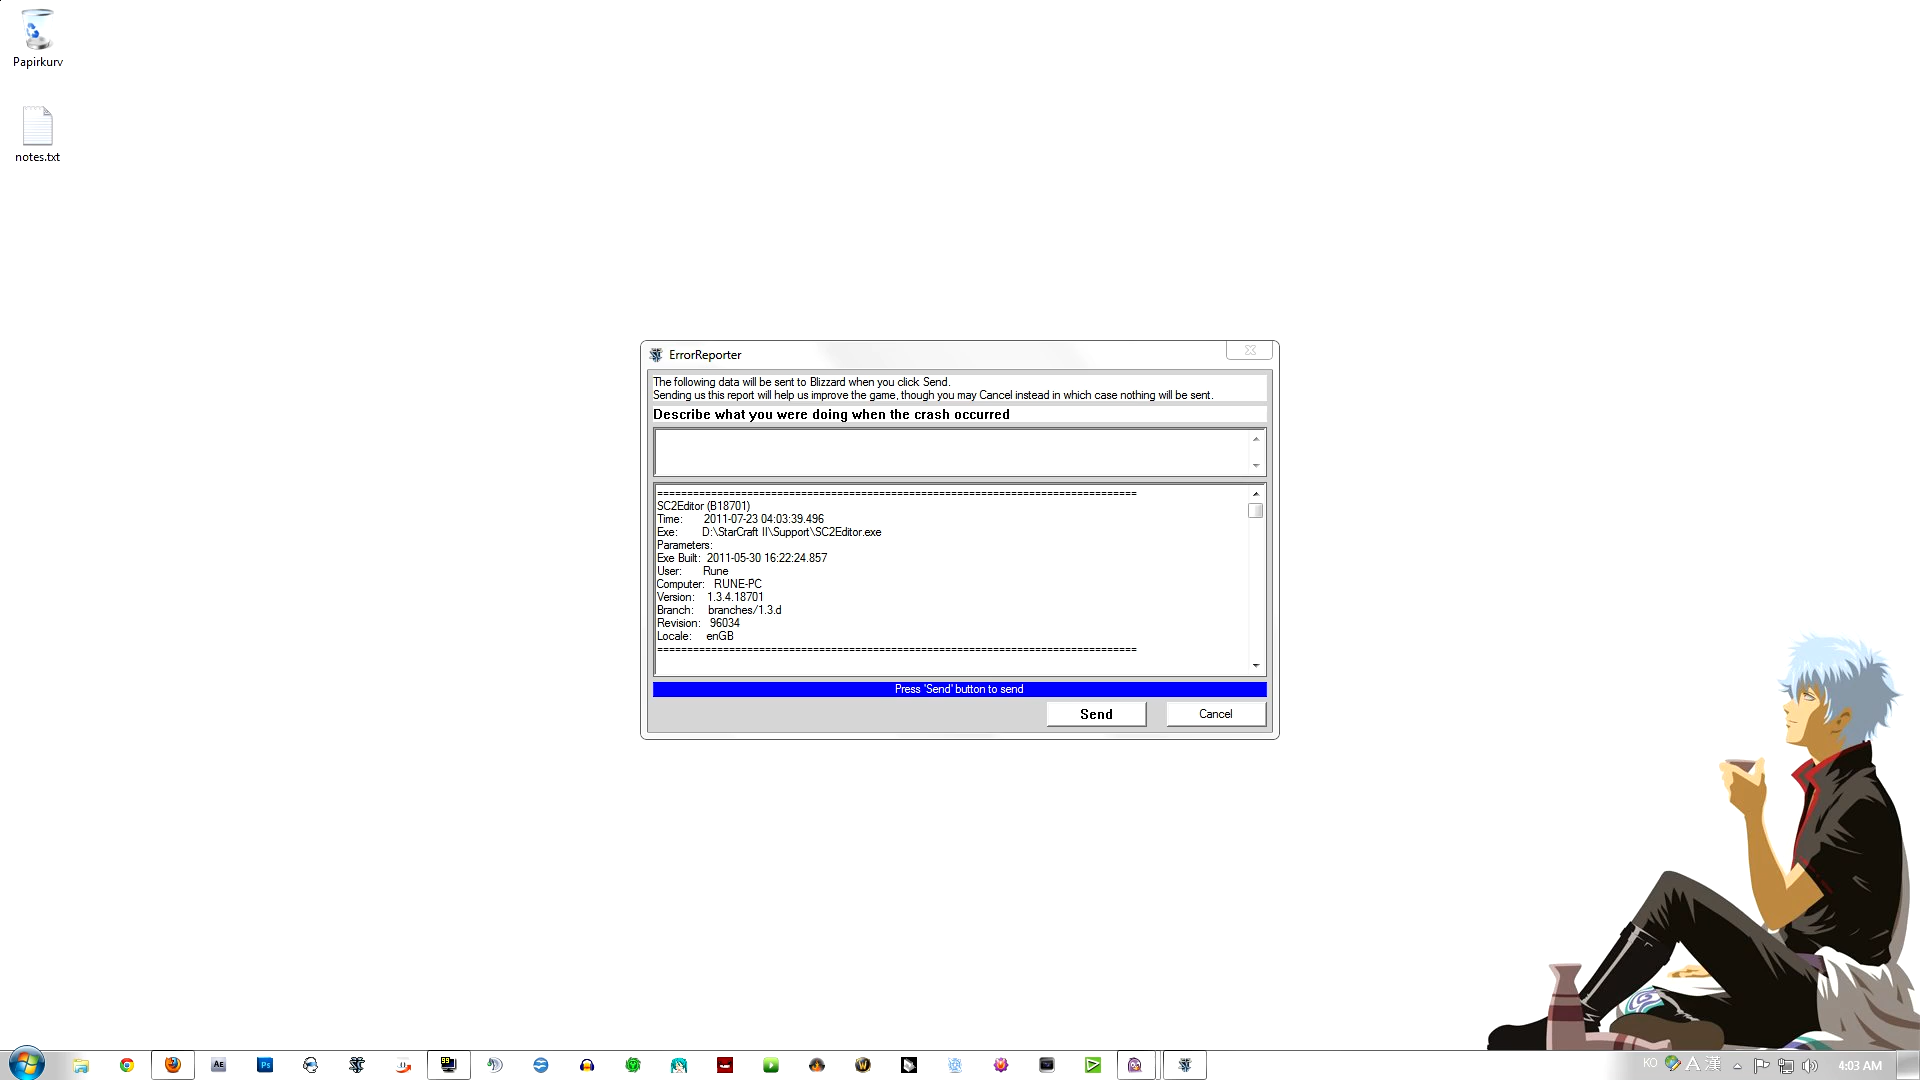 Papirkurv
notes.txt
ErrorReporter
The following data will be sent to Blizzard when you click Send.
Sending us this report will help us improve the game, though you may Cancel instead in which case nothing will be sent.
Describe what you were doing when the crash occurred
================================================================================
SC2Editor (B18701)
Time: 2011-07-23 04:03:39.496
Exe: D:\StarCraft II\Support\SC2Editor.exe
Parameters:
Exe Built: 2011-05-30 16:22:24.857
User: Rune
Computer: RUNE-PC
Version: 1.3.4.18701
Branch: branches/1.3.d
Revision: 96034
Locale: enGB
================================================================================
Press 'Send' button to send
Send
Cancel
AE
Ps
99
W
KO
A 漢
4:03 AM